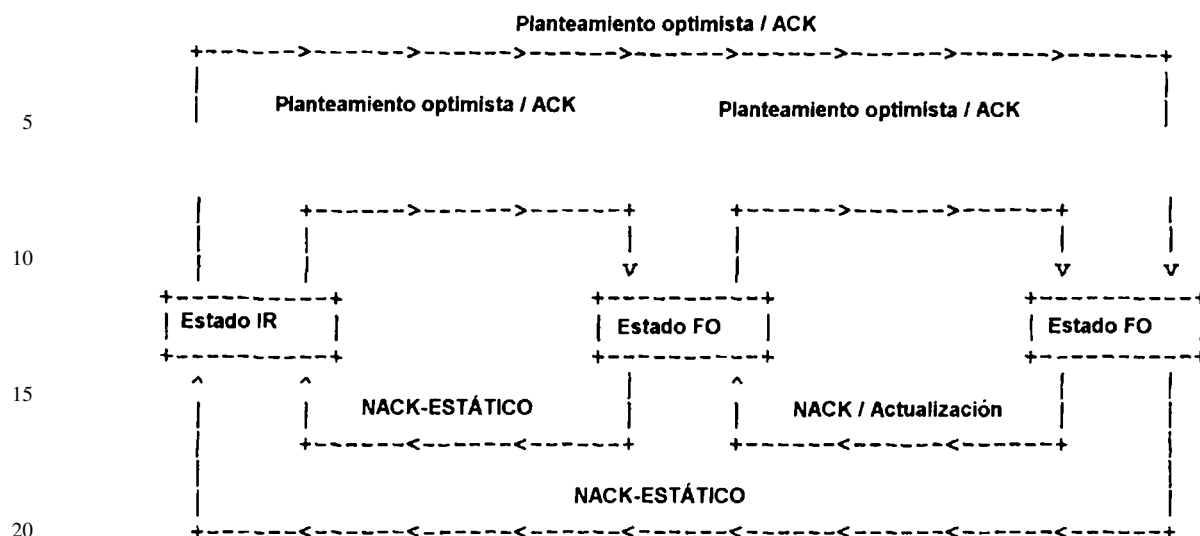 Planteamiento optimista / ACK
Planteamiento optimista / ACK Planteamiento optimista / ACK
5
10
Estado IR Estado FO Estado FO
15
NACK-ESTÁTICO NACK / Actualización
NACK-ESTÁTICO
20